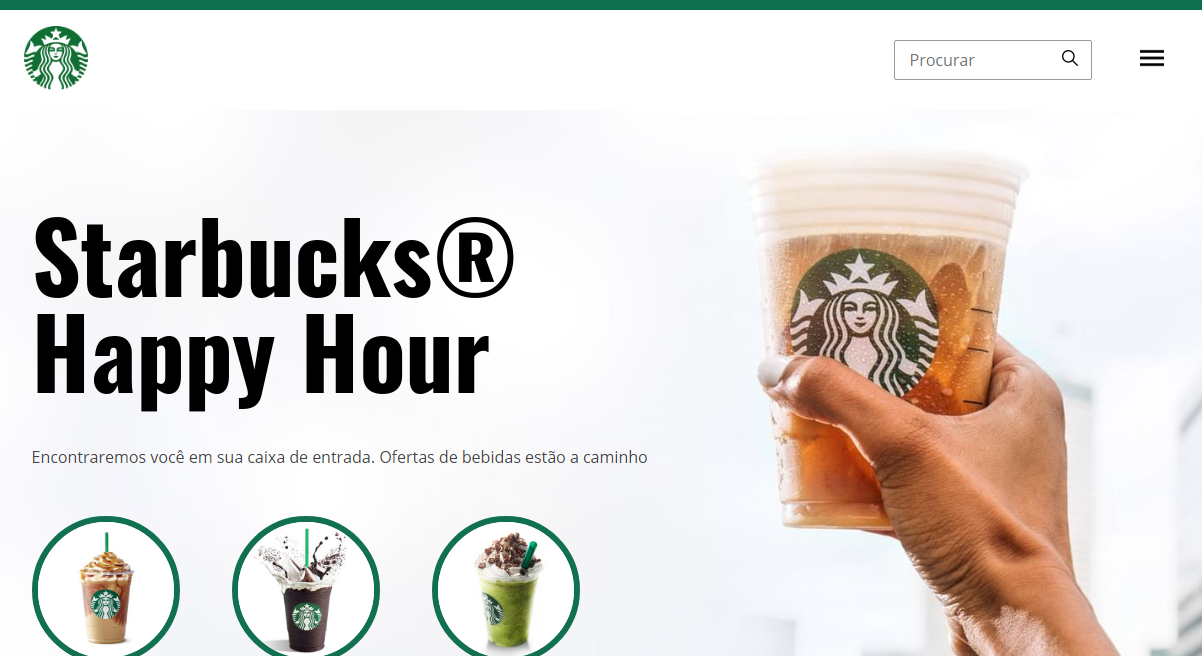 Procurar
Starbucks®
Happy Hour
Encontraremos você em sua caixa de entrada. Ofertas de bebidas estão a caminho